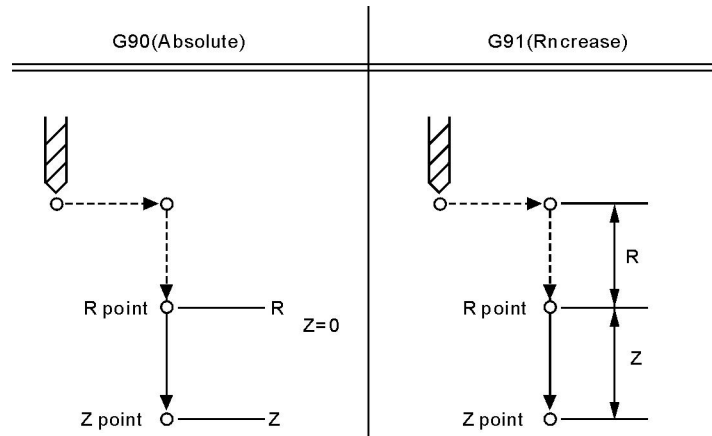 G90(Absolute)
G91(Rncrease)
R
R point
R
Z=0
R point
Z
Z point
Z
Z point